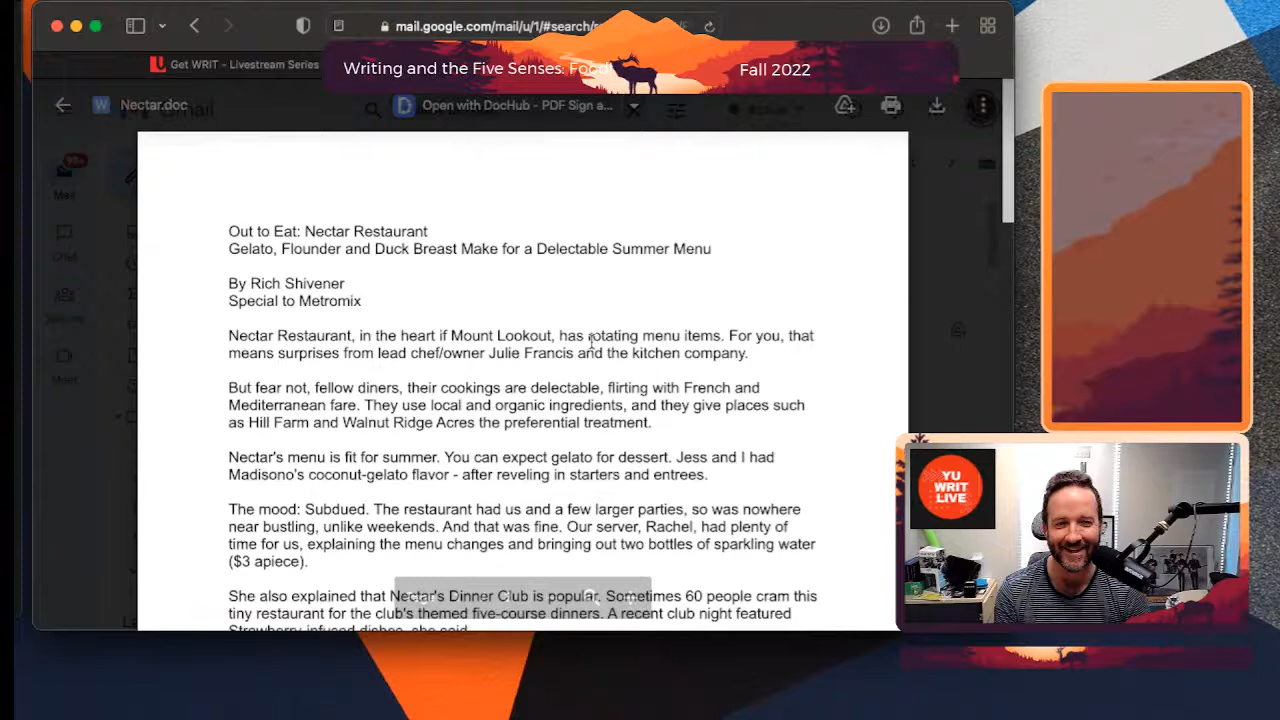 mail.google.com/mail/u/1/#search/
Get WRIT - Livestream Series
Writing and the Five Senses: Food!
Fall 2022
Nectar.doc
Open with DocHub - PDF Sign a...
Gmail
99+
Mail
Chat
Meet
Out to Eat: Nectar Restaurant
Gelato, Flounder and Duck Breast Make for a Delectable Summer Menu
By Rich Shivener
Special to Metromix
Nectar Restaurant, in the heart if Mount Lookout, has rotating menu items. For you, that
means surprises from lead chef/owner Julie Francis and the kitchen company.
But fear not, fellow diners, their cookings are delectable, flirting with French and
Mediterranean fare. They use local and organic ingredients, and they give places such
as Hill Farm and Walnut Ridge Acres the preferential treatment.
Nectar's menu is fit for summer. You can expect gelato for dessert. Jess and I had
Madisono's coconut-gelato flavor - after reveling in starters and entrees.
The mood: Subdued. The restaurant had us and a few larger parties, so was nowhere
near bustling, unlike weekends. And that was fine. Our server, Rachel, had plenty of
time for us, explaining the menu changes and bringing out two bottles of sparkling water
($3 apiece).
She also explained that Nectar's Dinner Club is popular. Sometimes 60 people cram this
tiny restaurant for the club's themed five-course dinners. A recent club night featured
Strawberry-infused dishes, she said.
YU
WRIT
LIVE